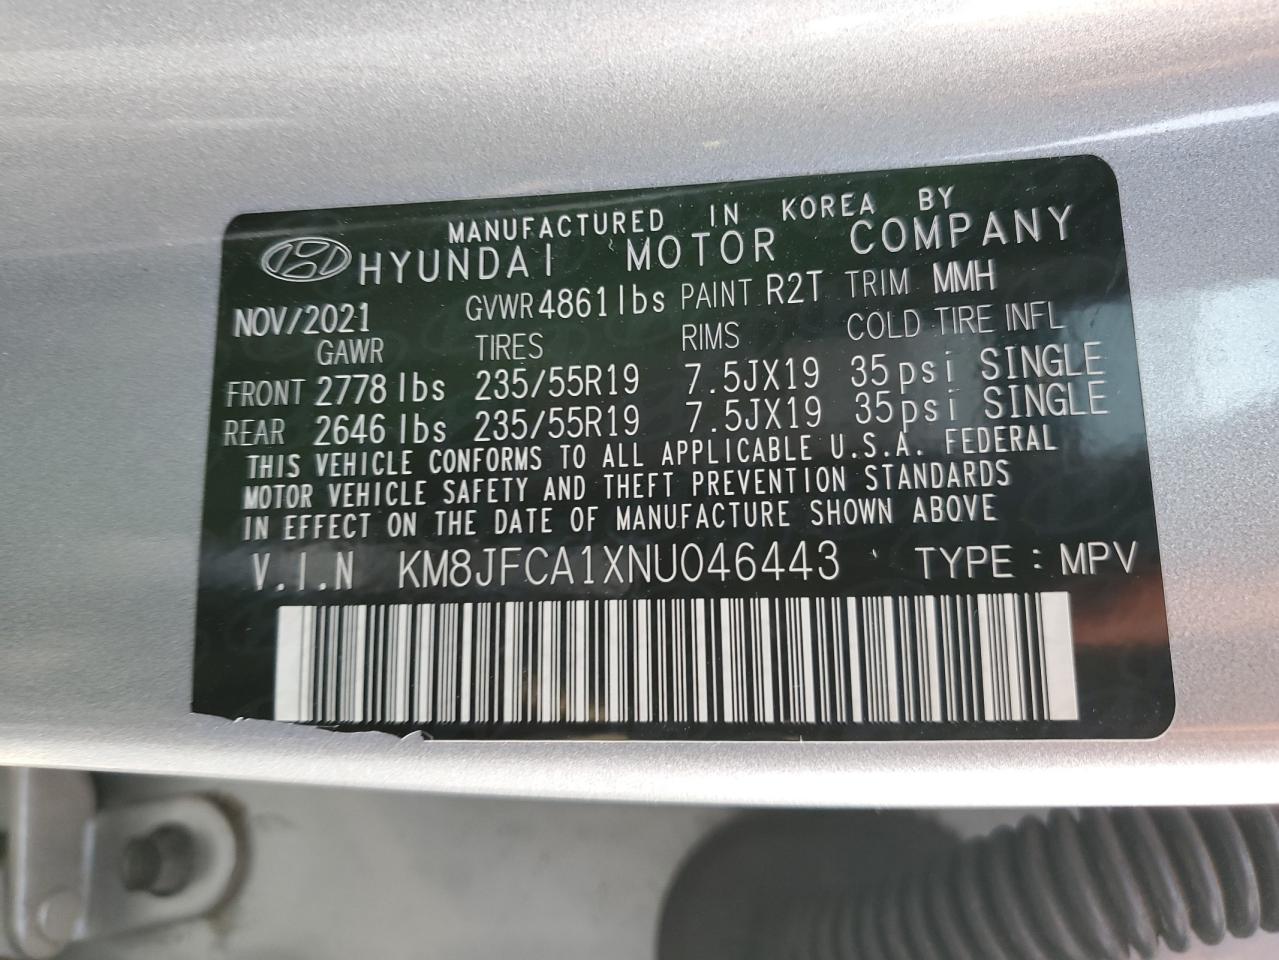 MANUFACTURED IN KOREA BY
HYUNDAI MOTOR COMPANY
NOV/2021 GVWR 4861lbs PAINT R2T TRIM MMH
GAWR TIRES RIMS COLD TIRE INFL
FRONT 2778 lbs 235/55R19 7.5JX19 35psi SINGLE
REAR 2646 lbs 235/55R19 7.5JX19 35psi SINGLE
THIS VEHICLE CONFORMS TO ALL APPLICABLE U.S.A. FEDERAL
MOTOR VEHICLE SAFETY AND THEFT PREVENTION STANDARDS
IN EFFECT ON THE DATE OF MANUFACTURE SHOWN ABOVE
V.I.N KM8JFCA1XNU046443 TYPE : MPV